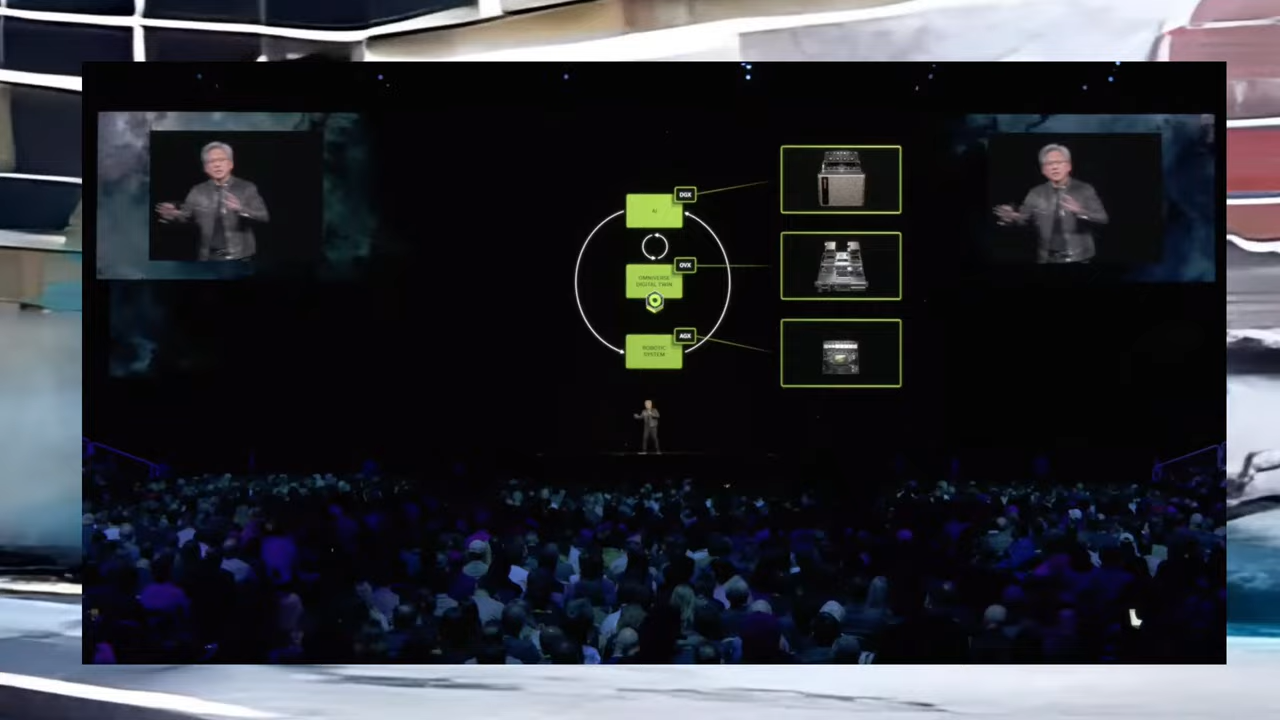 DGX
AI
OVX
OMNIVERSE
DIGITAL TWIN
AGX
ROBOTIC
SYSTEM